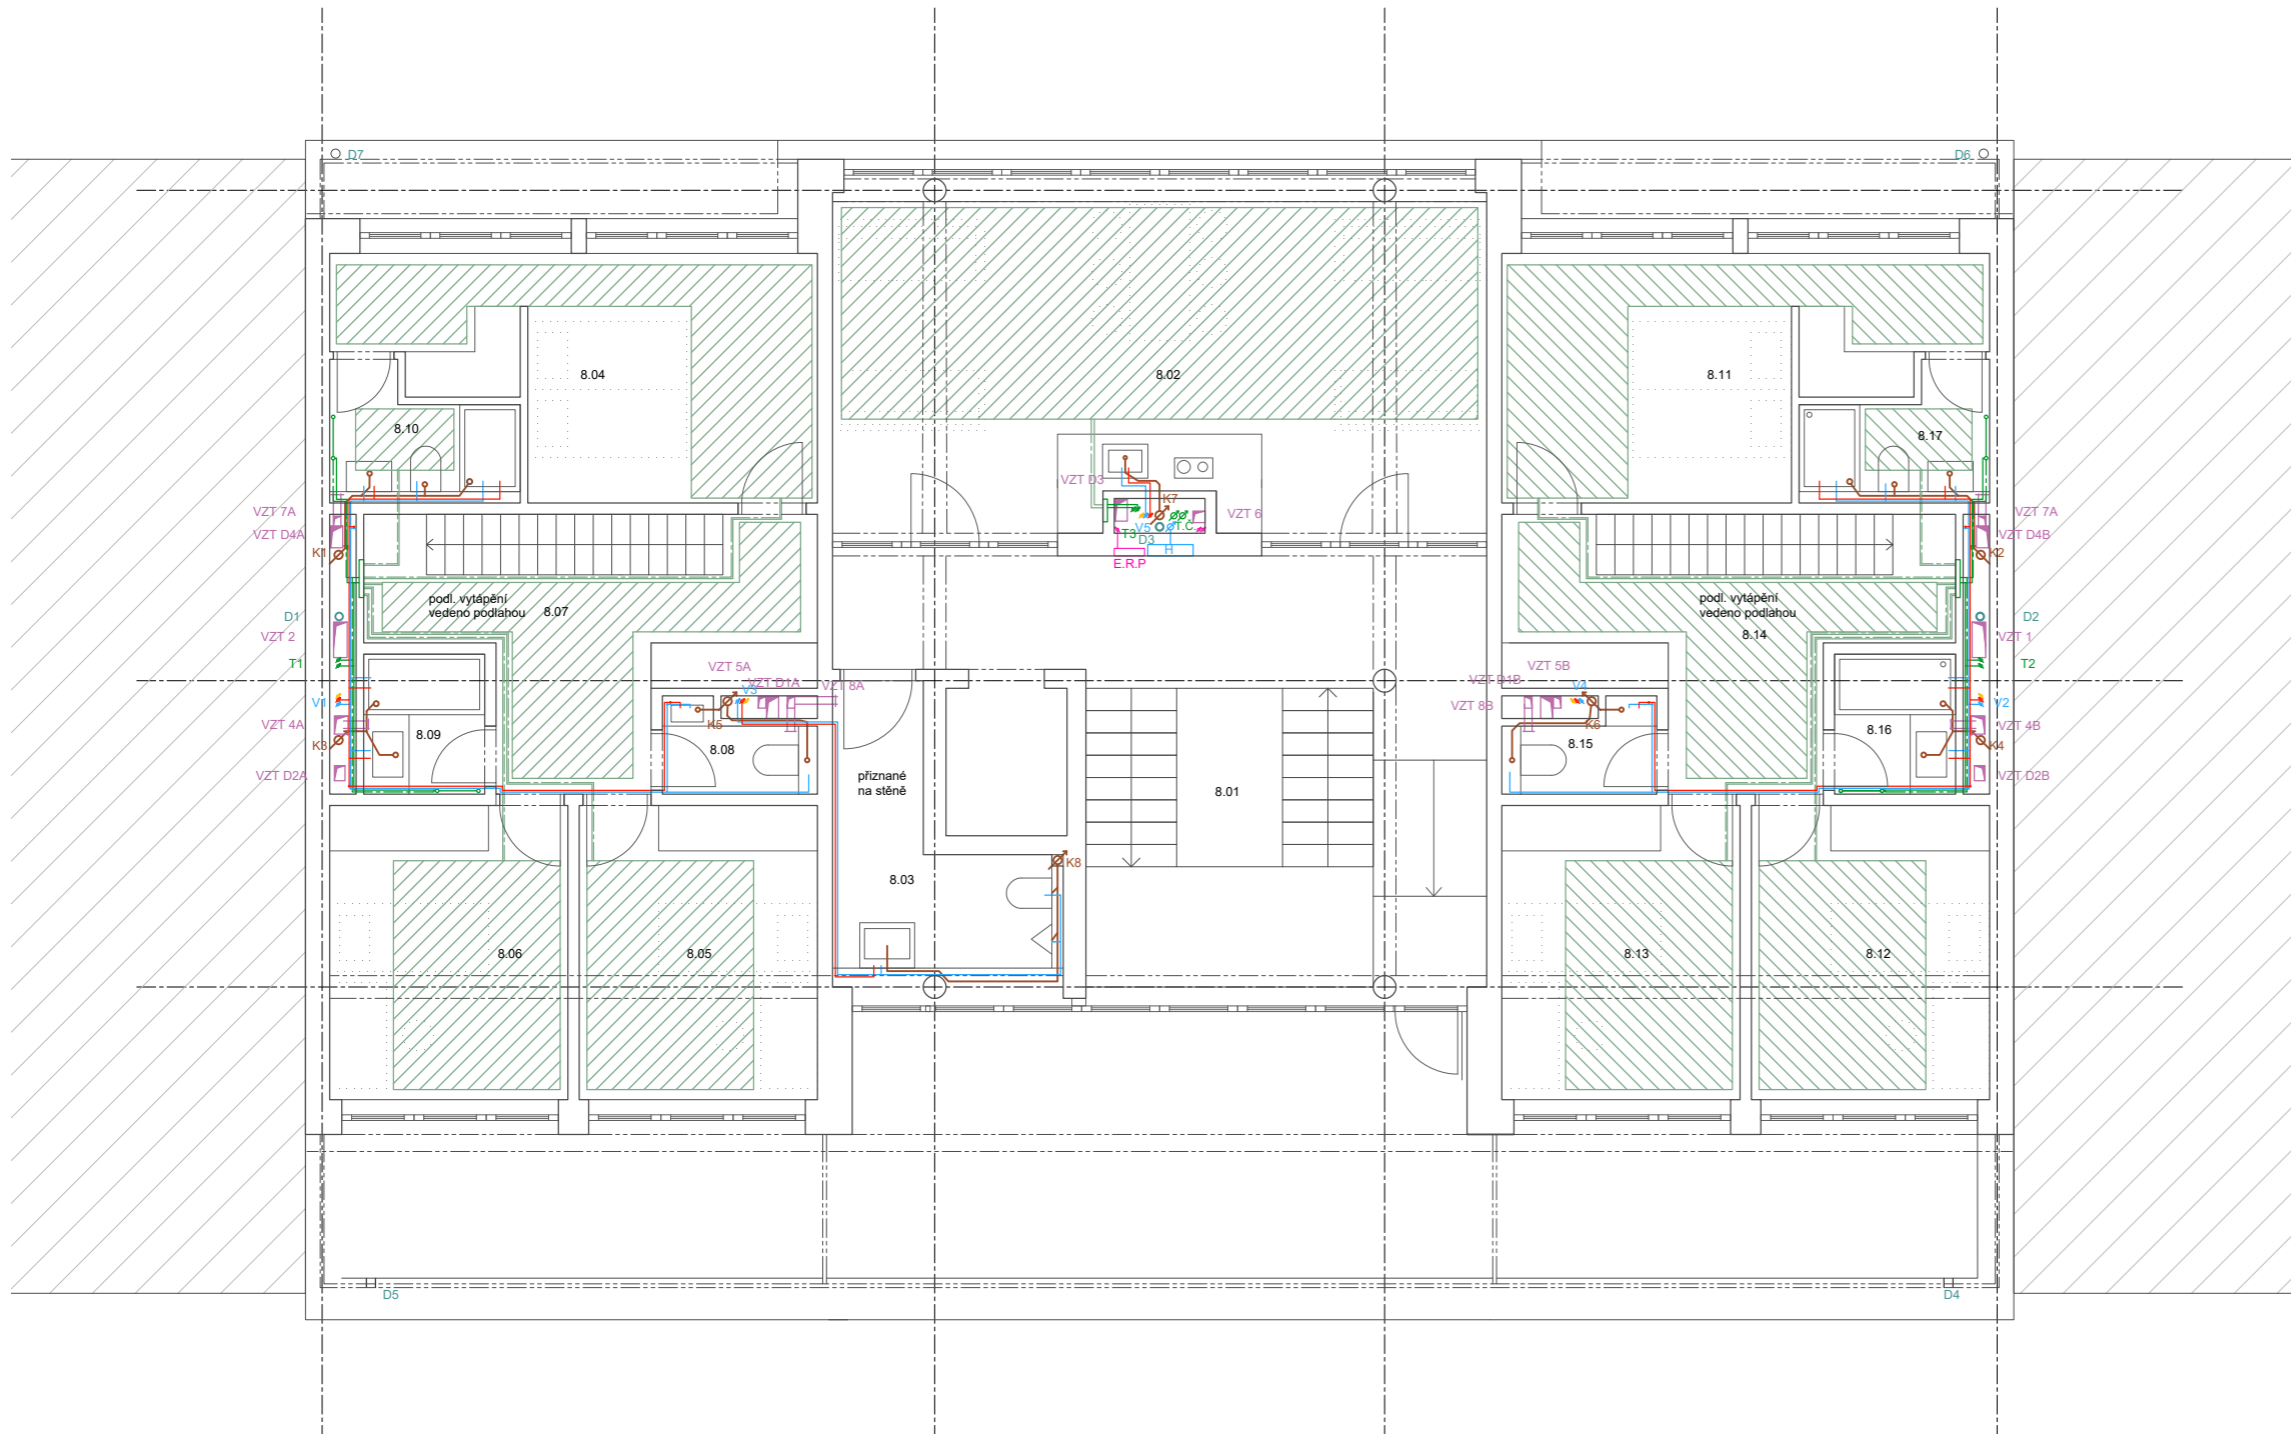 D7
D6
8.04
8.02
8.11
8.10
8.17
VZT D3
K7
VZT 7A
VZT 6
VZT 7A
VZT D4A
V5
T.Č.
VZT D4B
T3
D3
K1
H
K2
E.R.P
podl. vytápění
vedeno podlahou
8.07
podl. vytápění
vedeno podlahou
8.14
D1
D2
VZT 2
VZT 1
T1
T2
VZT 5A
VZT 5B
VZT D1A
VZT 8A
VZT D1B
V3
V4
V1
V2
VZT 8B
VZT 4A
K5
K6
VZT 4B
8.09
8.16
K3
8.08
8.15
K4
VZT D2A
VZT D2B
přiznané
na stěně
8.01
K8
8.03
8.06
8.05
8.13
8.12
D5
D4